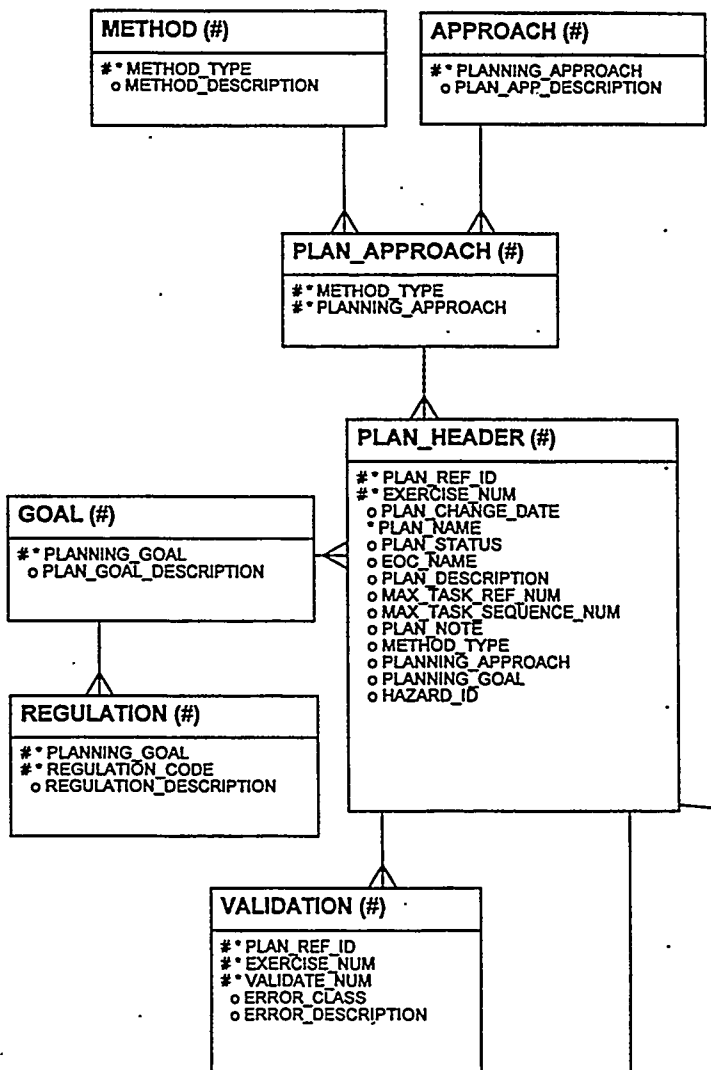 METHOD (#)
#* METHOD_TYPE
o METHOD_DESCRIPTION
APPROACH (#)
#* PLANNING_APPROACH
o PLAN_APP_DESCRIPTION
PLAN_APPROACH (#)
#* METHOD_TYPE
#* PLANNING_APPROACH
PLAN_HEADER (#)
#* PLAN_REF_ID
#* EXERCISE_NUM
o PLAN_CHANGE_DATE
* PLAN_NAME
o PLAN_STATUS
o EOC_NAME
o PLAN_DESCRIPTION
o MAX_TASK_REF_NUM
o MAX_TASK_SEQUENCE_NUM
o PLAN_NOTE
o METHOD_TYPE
o PLANNING_APPROACH
o PLANNING_GOAL
o HAZARD_ID
GOAL (#)
#* PLANNING_GOAL
o PLAN_GOAL_DESCRIPTION
REGULATION (#)
#* PLANNING_GOAL
#* REGULATION_CODE
o REGULATION_DESCRIPTION
VALIDATION (#)
#* PLAN_REF_ID
#* EXERCISE_NUM
#* VALIDATE_NUM
o ERROR_CLASS
o ERROR_DESCRIPTION